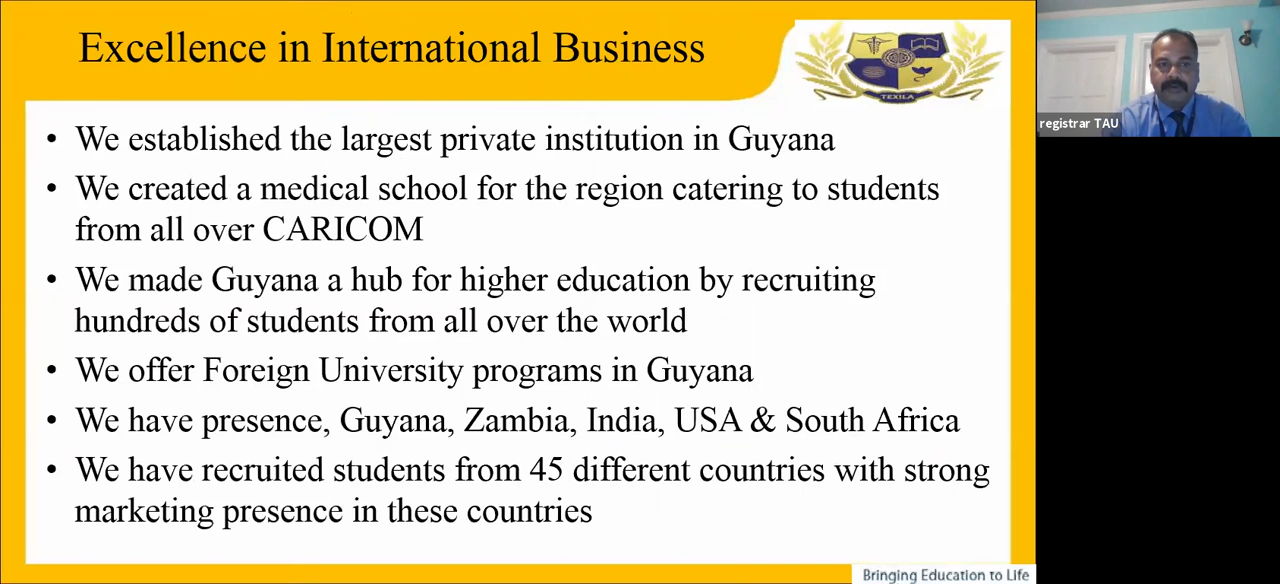 Excellence in International Business
TEXILA
registrar TAU
• We established the largest private institution in Guyana
• We created a medical school for the region catering to students
from all over CARICOM
• We made Guyana a hub for higher education by recruiting
hundreds of students from all over the world
• We offer Foreign University programs in Guyana
• We have presence, Guyana, Zambia, India, USA & South Africa
• We have recruited students from 45 different countries with strong
marketing presence in these countries
Bringing Education to Life